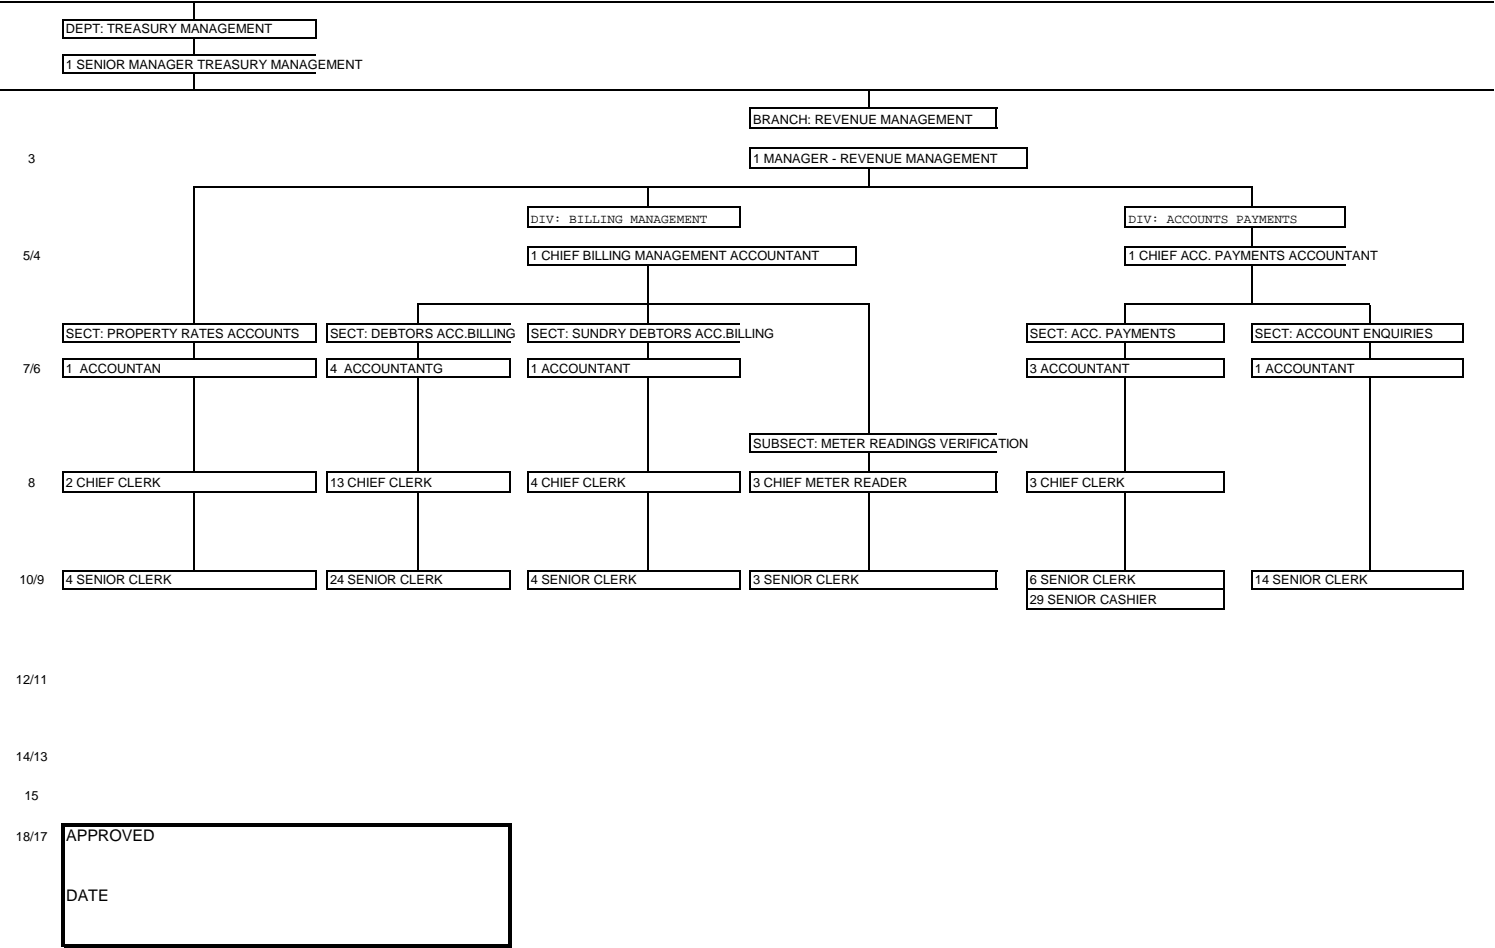 DEPT: TREASURY MANAGEMENT
1 SENIOR MANAGER TREASURY MANAGEMENT
BRANCH: REVENUE MANAGEMENT
3 1 MANAGER - REVENUE MANAGEMENT
DIV: BILLING MANAGEMENT DIV: ACCOUNTS PAYMENTS
5/4 1 CHIEF BILLING MANAGEMENT ACCOUNTANT 1 CHIEF ACC. PAYMENTS ACCOUNTANT
SECT: PROPERTY RATES ACCOUNTS SECT: DEBTORS ACC.BILLING SECT: SUNDRY DEBTORS ACC.BILLING SECT: ACC. PAYMENTS SECT: ACCOUNT ENQUIRIES
7/6 1 ACCOUNTAN 4 ACCOUNTANTG 1 ACCOUNTANT 3 ACCOUNTANT 1 ACCOUNTANT
SUBSECT: METER READINGS VERIFICATION
8 2 CHIEF CLERK 13 CHIEF CLERK 4 CHIEF CLERK 3 CHIEF METER READER 3 CHIEF CLERK
10/9 4 SENIOR CLERK 24 SENIOR CLERK 4 SENIOR CLERK 3 SENIOR CLERK 6 SENIOR CLERK 14 SENIOR CLERK
29 SENIOR CASHIER
12/11
14/13
15
18/17 APPROVED
DATE